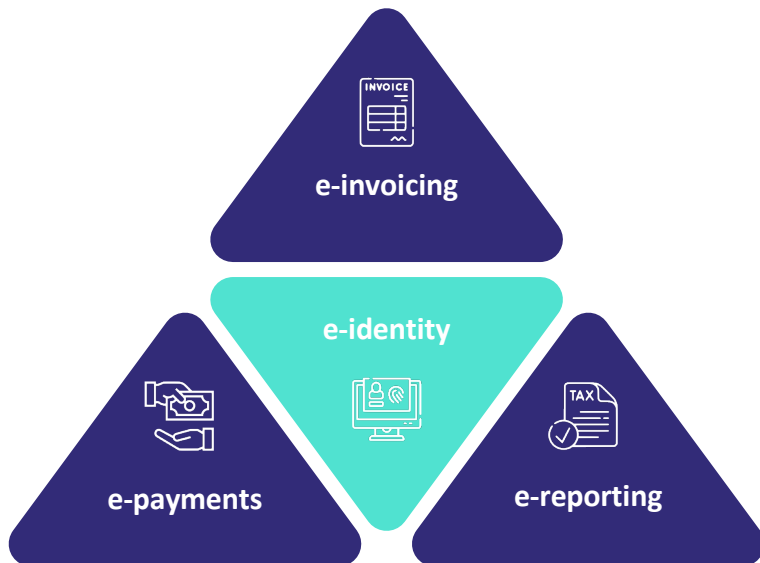 INVOICE
e-invoicing
e-identity
TAX
e-payments
e-reporting